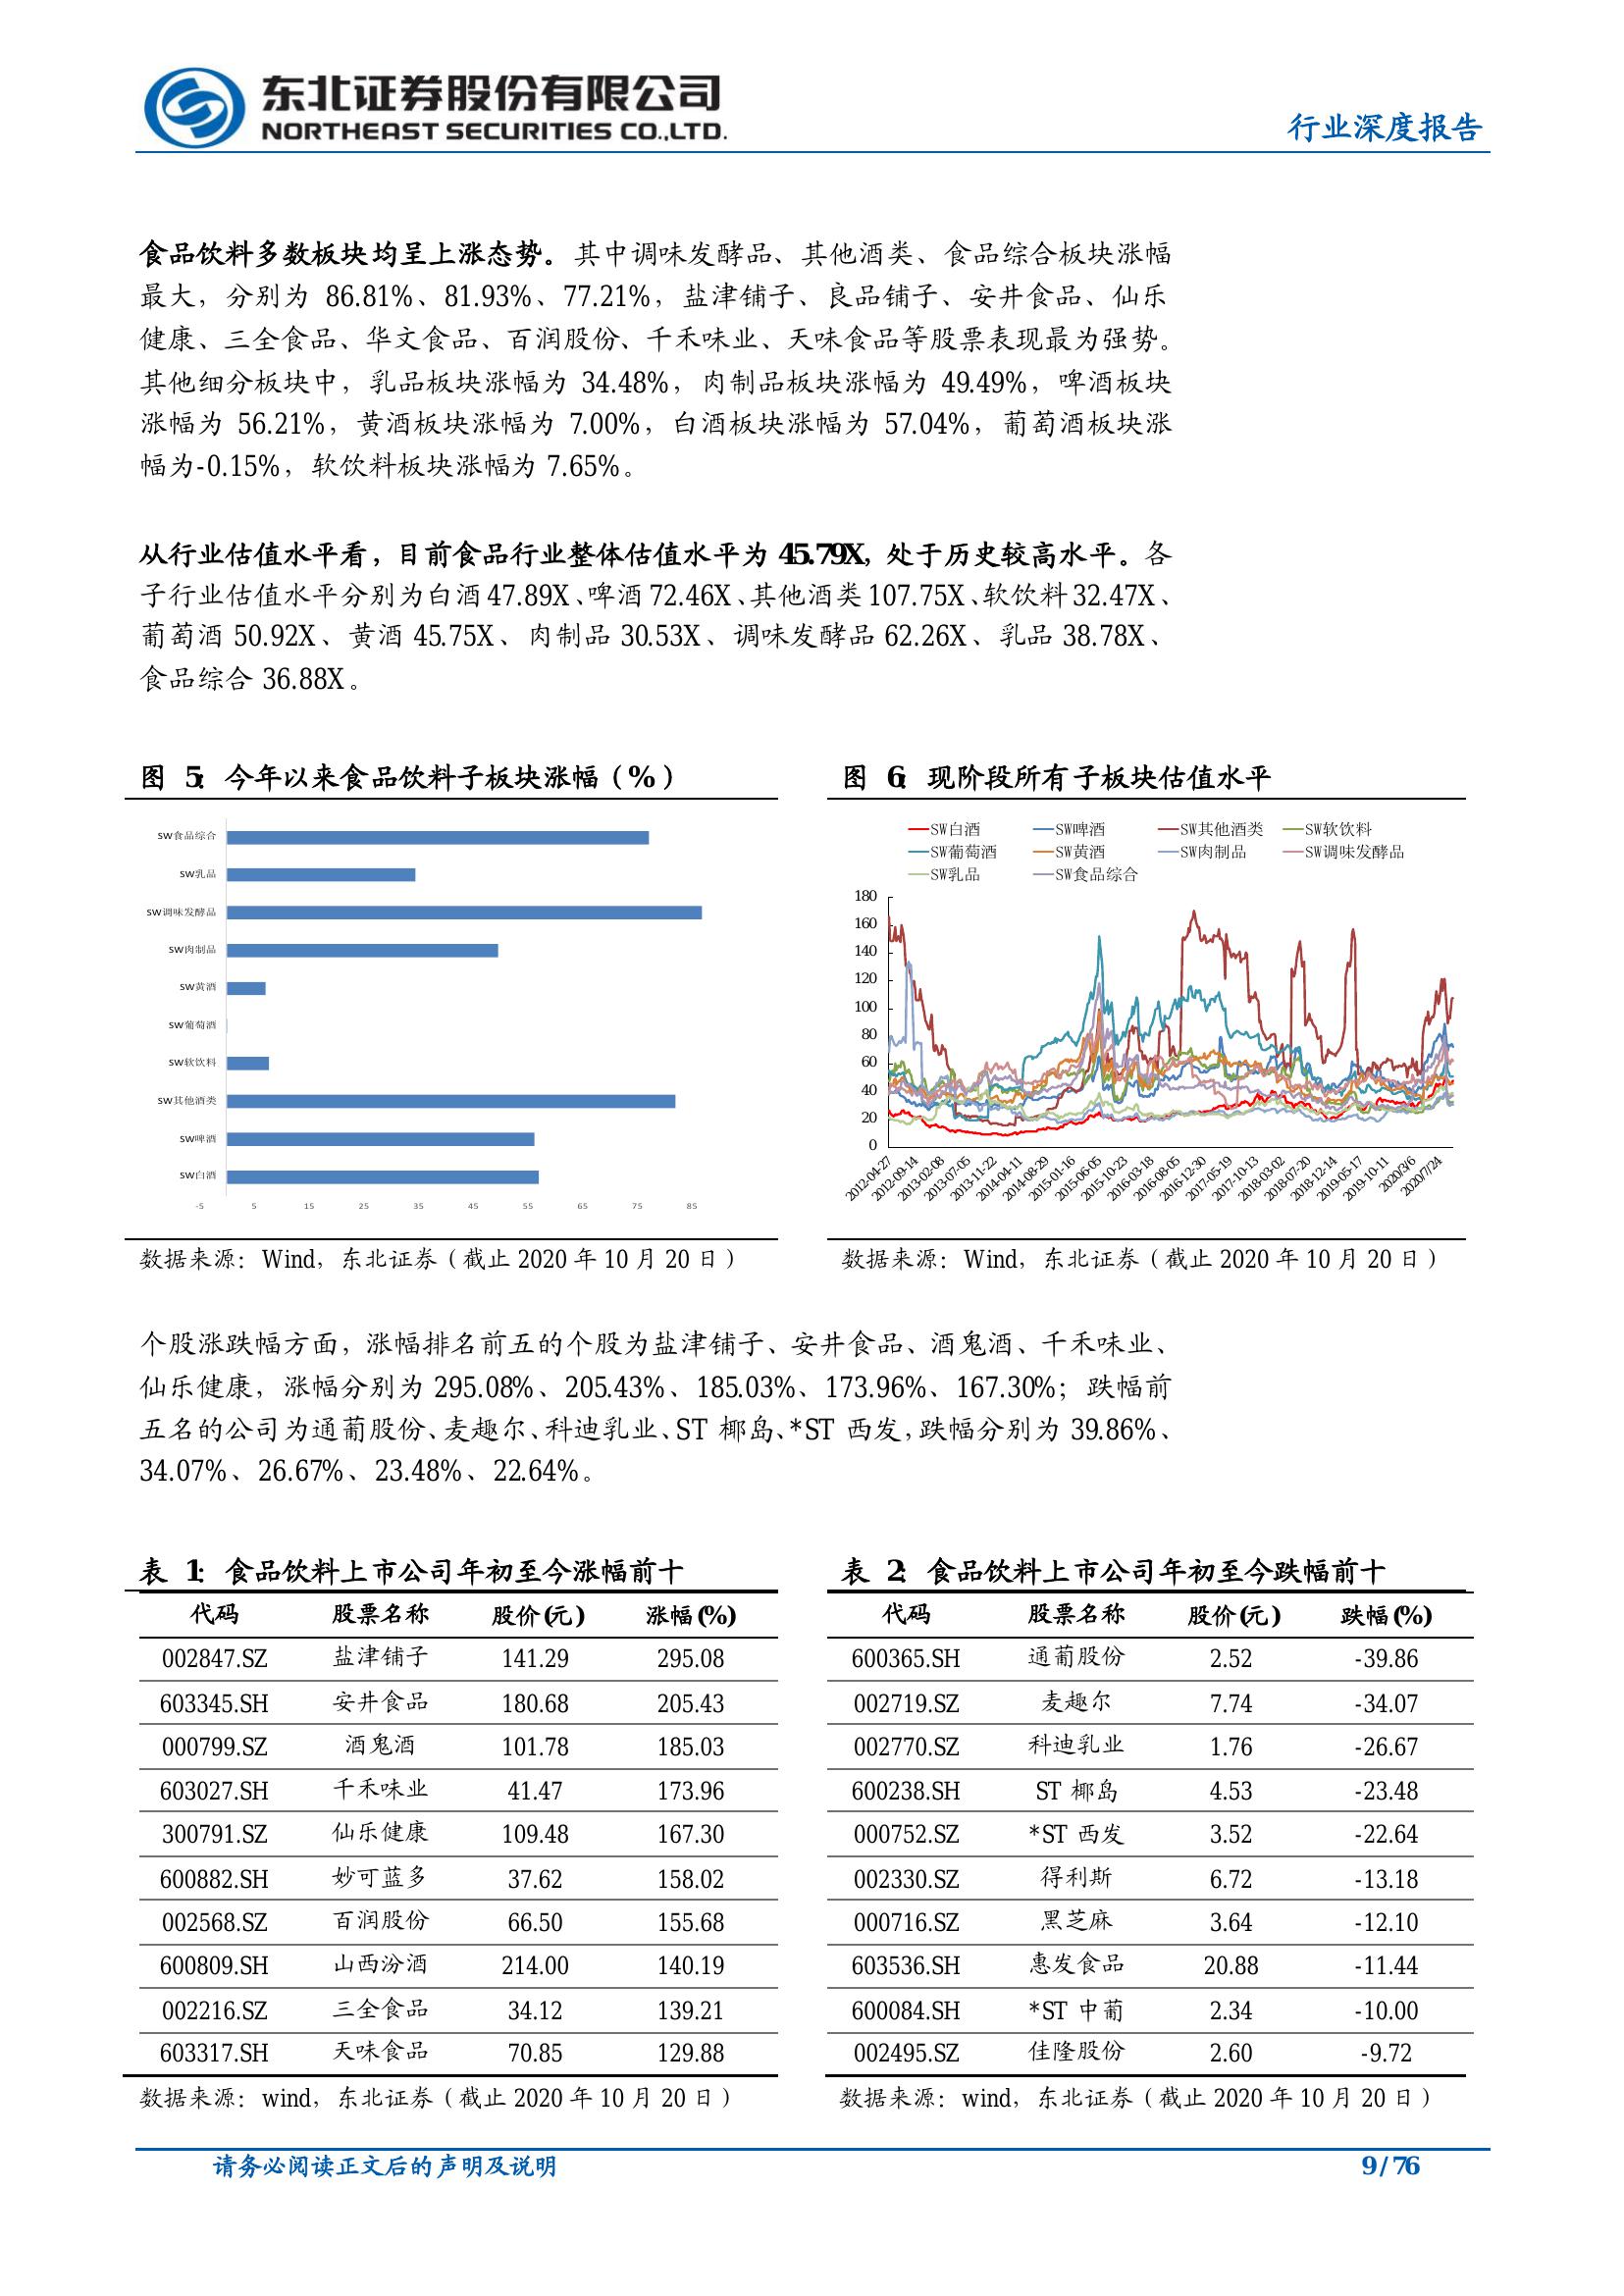 东北证券股份有限公司
NORTHEAST SECURITIES CO.,LTD.
行业深度报告
食品饮料多数板块均呈上涨态势。其中调味发酵品、其他酒类、食品综合板块涨幅
最大，分别为 86.81%、81.93%、77.21%，盐津铺子、良品铺子、安井食品、仙乐
健康、三全食品、华文食品、百润股份、千禾味业、天味食品等股票表现最为强势。
其他细分板块中，乳品板块涨幅为 34.48%，肉制品板块涨幅为 49.49%，啤酒板块
涨幅为 56.21%，黄酒板块涨幅为 7.00%，白酒板块涨幅为 57.04%，葡萄酒板块涨
幅为-0.15%，软饮料板块涨幅为 7.65%。
从行业估值水平看，目前食品行业整体估值水平为 45.79X，处于历史较高水平。各
子行业估值水平分别为白酒 47.89X、啤酒 72.46X、其他酒类 107.75X、软饮料 32.47X、
葡萄酒 50.92X、黄酒 45.75X、肉制品 30.53X、调味发酵品 62.26X、乳品 38.78X、
食品综合 36.88X。
图 5：今年以来食品饮料子板块涨幅（%）
SW食品综合
SW乳品
SW调味发酵品
SW肉制品
SW黄酒
SW葡萄酒
SW软饮料
SW其他酒类
SW啤酒
SW白酒
-5 5 15 25 35 45 55 65 75 85
数据来源：Wind，东北证券（截止 2020 年 10 月 20 日）
图 6：现阶段所有子板块估值水平
SW白酒 SW啤酒 SW其他酒类 SW软饮料
SW葡萄酒 SW黄酒 SW肉制品 SW调味发酵品
SW乳品 SW食品综合
180
160
140
120
100
80
60
40
20
0
2012-04-27 2012-09-14 2013-02-08 2013-07-05 2013-11-22 2014-04-11 2014-08-29 2015-01-16 2015-06-05 2015-10-23 2016-03-18 2016-08-05 2016-12-30 2017-05-19 2017-10-13 2018-03-02 2018-07-20 2018-12-14 2019-05-17 2019-10-11 2020/3/6 2020/7/24
数据来源：Wind，东北证券（截止 2020 年 10 月 20 日）
个股涨跌幅方面，涨幅排名前五的个股为盐津铺子、安井食品、酒鬼酒、千禾味业、
仙乐健康，涨幅分别为 295.08%、205.43%、185.03%、173.96%、167.30%；跌幅前
五名的公司为通葡股份、麦趣尔、科迪乳业、ST 椰岛、*ST 西发，跌幅分别为 39.86%、
34.07%、26.67%、23.48%、22.64%。
表 1：食品饮料上市公司年初至今涨幅前十
代码 股票名称 股价(元) 涨幅(%)
002847.SZ 盐津铺子 141.29 295.08
603345.SH 安井食品 180.68 205.43
000799.SZ 酒鬼酒 101.78 185.03
603027.SH 千禾味业 41.47 173.96
300791.SZ 仙乐健康 109.48 167.30
600882.SH 妙可蓝多 37.62 158.02
002568.SZ 百润股份 66.50 155.68
600809.SH 山西汾酒 214.00 140.19
002216.SZ 三全食品 34.12 139.21
603317.SH 天味食品 70.85 129.88
数据来源：wind，东北证券（截止 2020 年 10 月 20 日）
表 2：食品饮料上市公司年初至今跌幅前十
代码 股票名称 股价(元) 跌幅(%)
600365.SH 通葡股份 2.52 -39.86
002719.SZ 麦趣尔 7.74 -34.07
002770.SZ 科迪乳业 1.76 -26.67
600238.SH ST 椰岛 4.53 -23.48
000752.SZ *ST 西发 3.52 -22.64
002330.SZ 得利斯 6.72 -13.18
000716.SZ 黑芝麻 3.64 -12.10
603536.SH 惠发食品 20.88 -11.44
600084.SH *ST 中葡 2.34 -10.00
002495.SZ 佳隆股份 2.60 -9.72
数据来源：wind，东北证券（截止 2020 年 10 月 20 日）
请务必阅读正文后的声明及说明
9 / 76